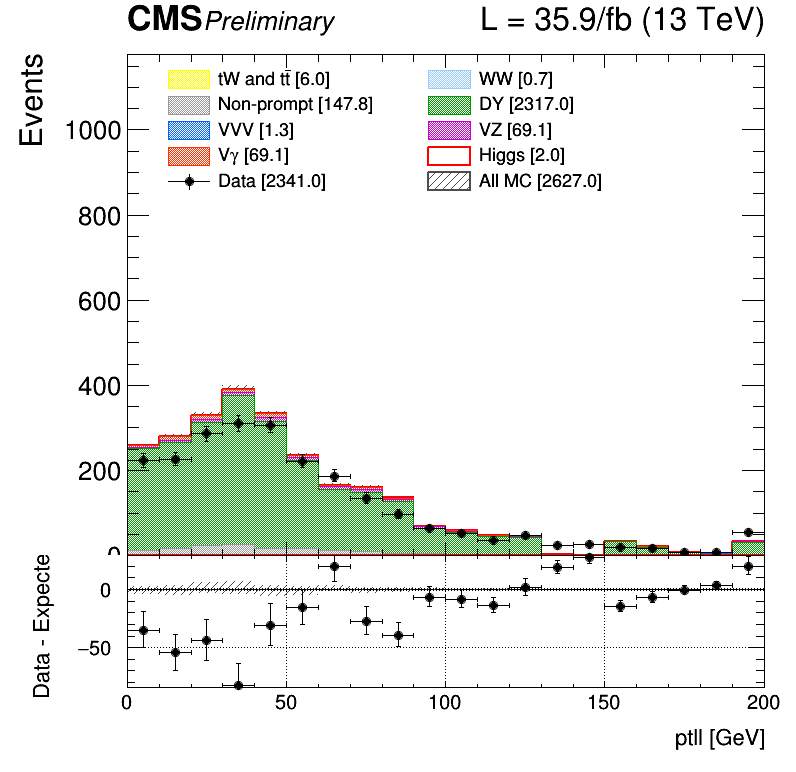 CMS Preliminary L = 35.9/fb (13 TeV)
Events
tW and tt̄ [6.0] WW [0.7]
Non-prompt [147.8] DY [2317.0]
VVV [1.3] VZ [69.1]
Vγ [69.1] Higgs [2.0]
Data [2341.0] All MC [2627.0]
1000
800
600
400
200
0
Data - Expecte
0
−50
0 50 100 150 200
ptll [GeV]